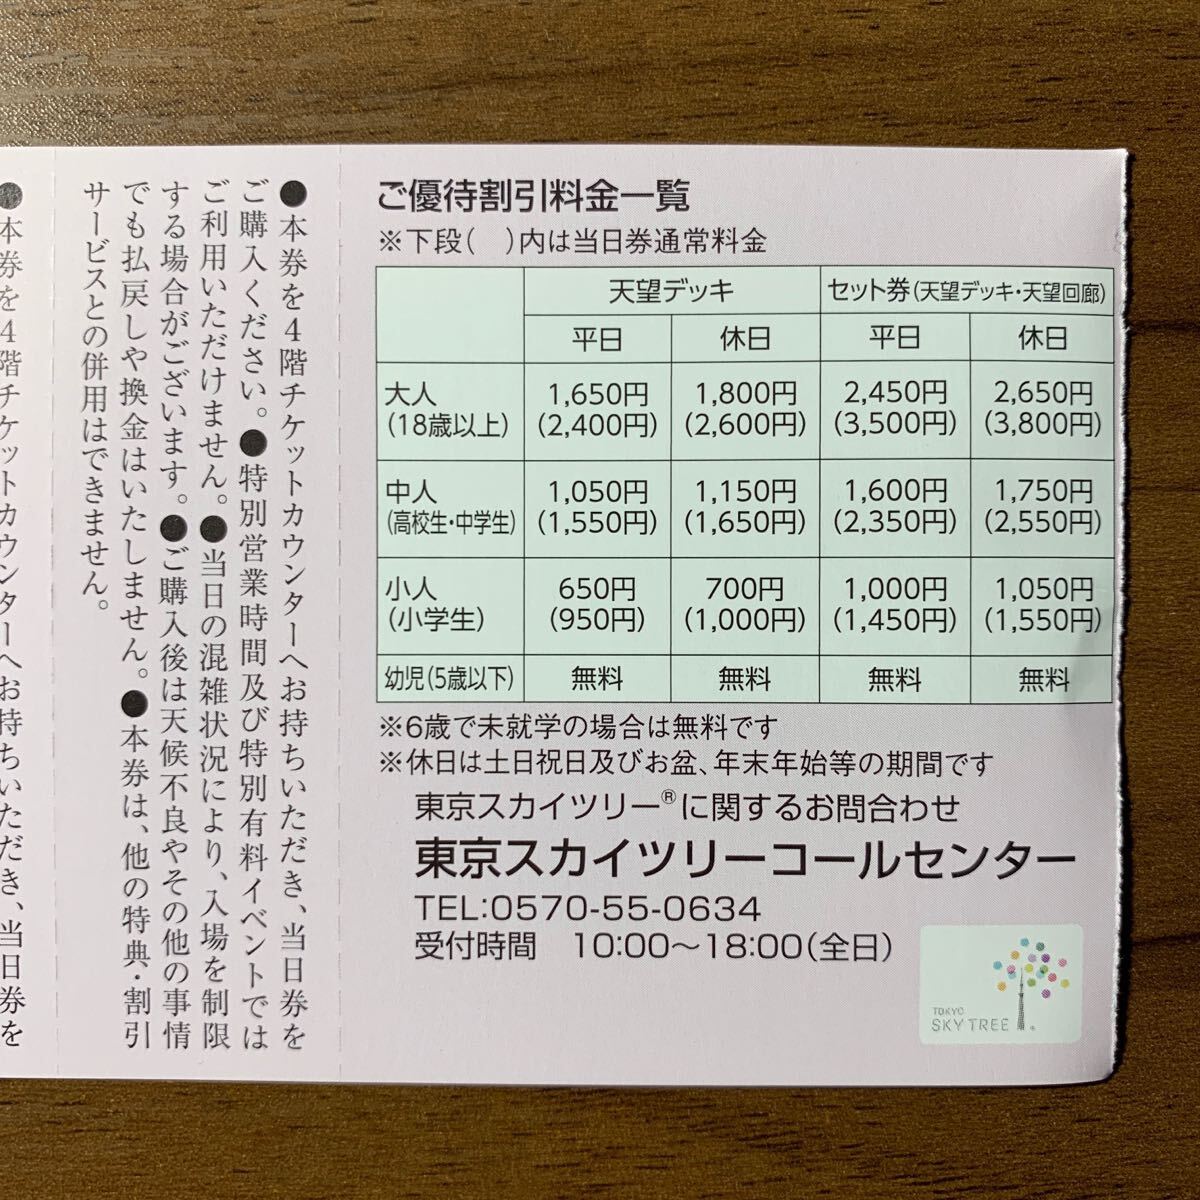 ご優待割引料金一覧
※下段(　)内は当日券通常料金
天望デッキ セット券(天望デッキ・天望回廊)
平日 休日 平日 休日
大人 1,650円 1,800円 2,450円 2,650円
(18歳以上) (2,400円) (2,600円) (3,500円) (3,800円)
中人 1,050円 1,150円 1,600円 1,750円
(高校生・中学生) (1,550円) (1,650円) (2,350円) (2,550円)
小人 650円 700円 1,000円 1,050円
(小学生) (950円) (1,000円) (1,450円) (1,550円)
幼児(5歳以下) 無料 無料 無料 無料
※6歳で未就学の場合は無料です
※休日は土日祝日及びお盆、年末年始等の期間です
東京スカイツリー®に関するお問合わせ
東京スカイツリーコールセンター
TEL:0570-55-0634
受付時間　10:00〜18:00(全日)
TOKYO
SKY TREE®
●本券を4階チケットカウンターへお持ちいただき、当日券を
ご購入ください。●特別営業時間及び特別有料イベントでは
ご利用いただけません。●当日の混雑状況により、入場を制限
する場合がございます。●ご購入後は天候不良やその他の事情
でも払戻しや換金はいたしません。●本券は、他の特典・割引
サービスとの併用はできません。
●本券を4階チケットカウンターへお持ちいただき、当日券を